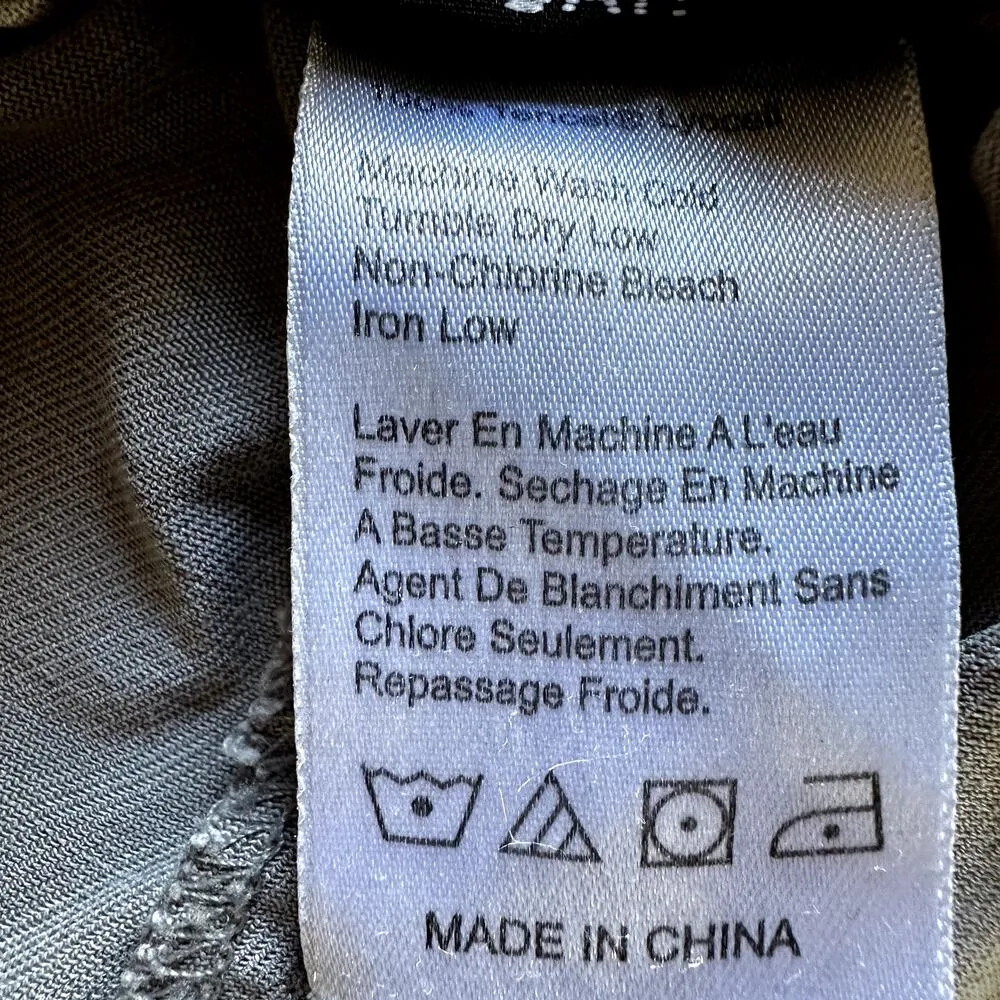 Machine Wash Cold
Tumble Dry Low
Non-Chlorine Bleach
Iron Low
Laver En Machine A L'eau
Froide. Sechage En Machine
A Basse Temperature.
Agent De Blanchiment Sans
Chlore Seulement.
Repassage Froide.
MADE IN CHINA